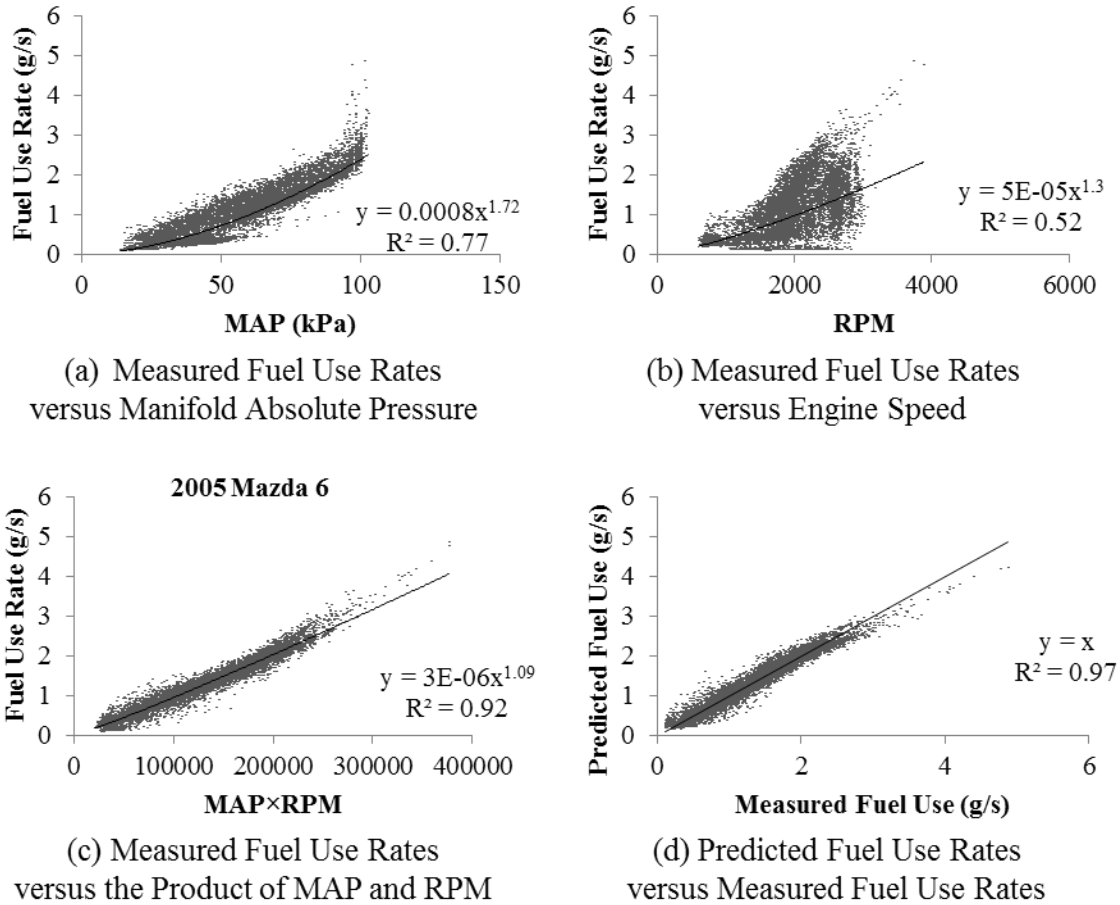 Fuel Use Rate (g/s)
6
5
4
3
2
1
0
0 50 100 150
MAP (kPa)
y = 0.0008x^1.72
R² = 0.77
(a) Measured Fuel Use Rates
versus Manifold Absolute Pressure
Fuel Use Rate (g/s)
6
5
4
3
2
1
0
0 2000 4000 6000
RPM
y = 5E-05x^1.3
R² = 0.52
(b) Measured Fuel Use Rates
versus Engine Speed
2005 Mazda 6
Fuel Use Rate (g/s)
6
5
4
3
2
1
0
0 100000 200000 300000 400000
MAP×RPM
y = 3E-06x^1.09
R² = 0.92
(c) Measured Fuel Use Rates
versus the Product of MAP and RPM
Predicted Fuel Use (g/s)
6
5
4
3
2
1
0
0 2 4 6
Measured Fuel Use (g/s)
y = x
R² = 0.97
(d) Predicted Fuel Use Rates
versus Measured Fuel Use Rates